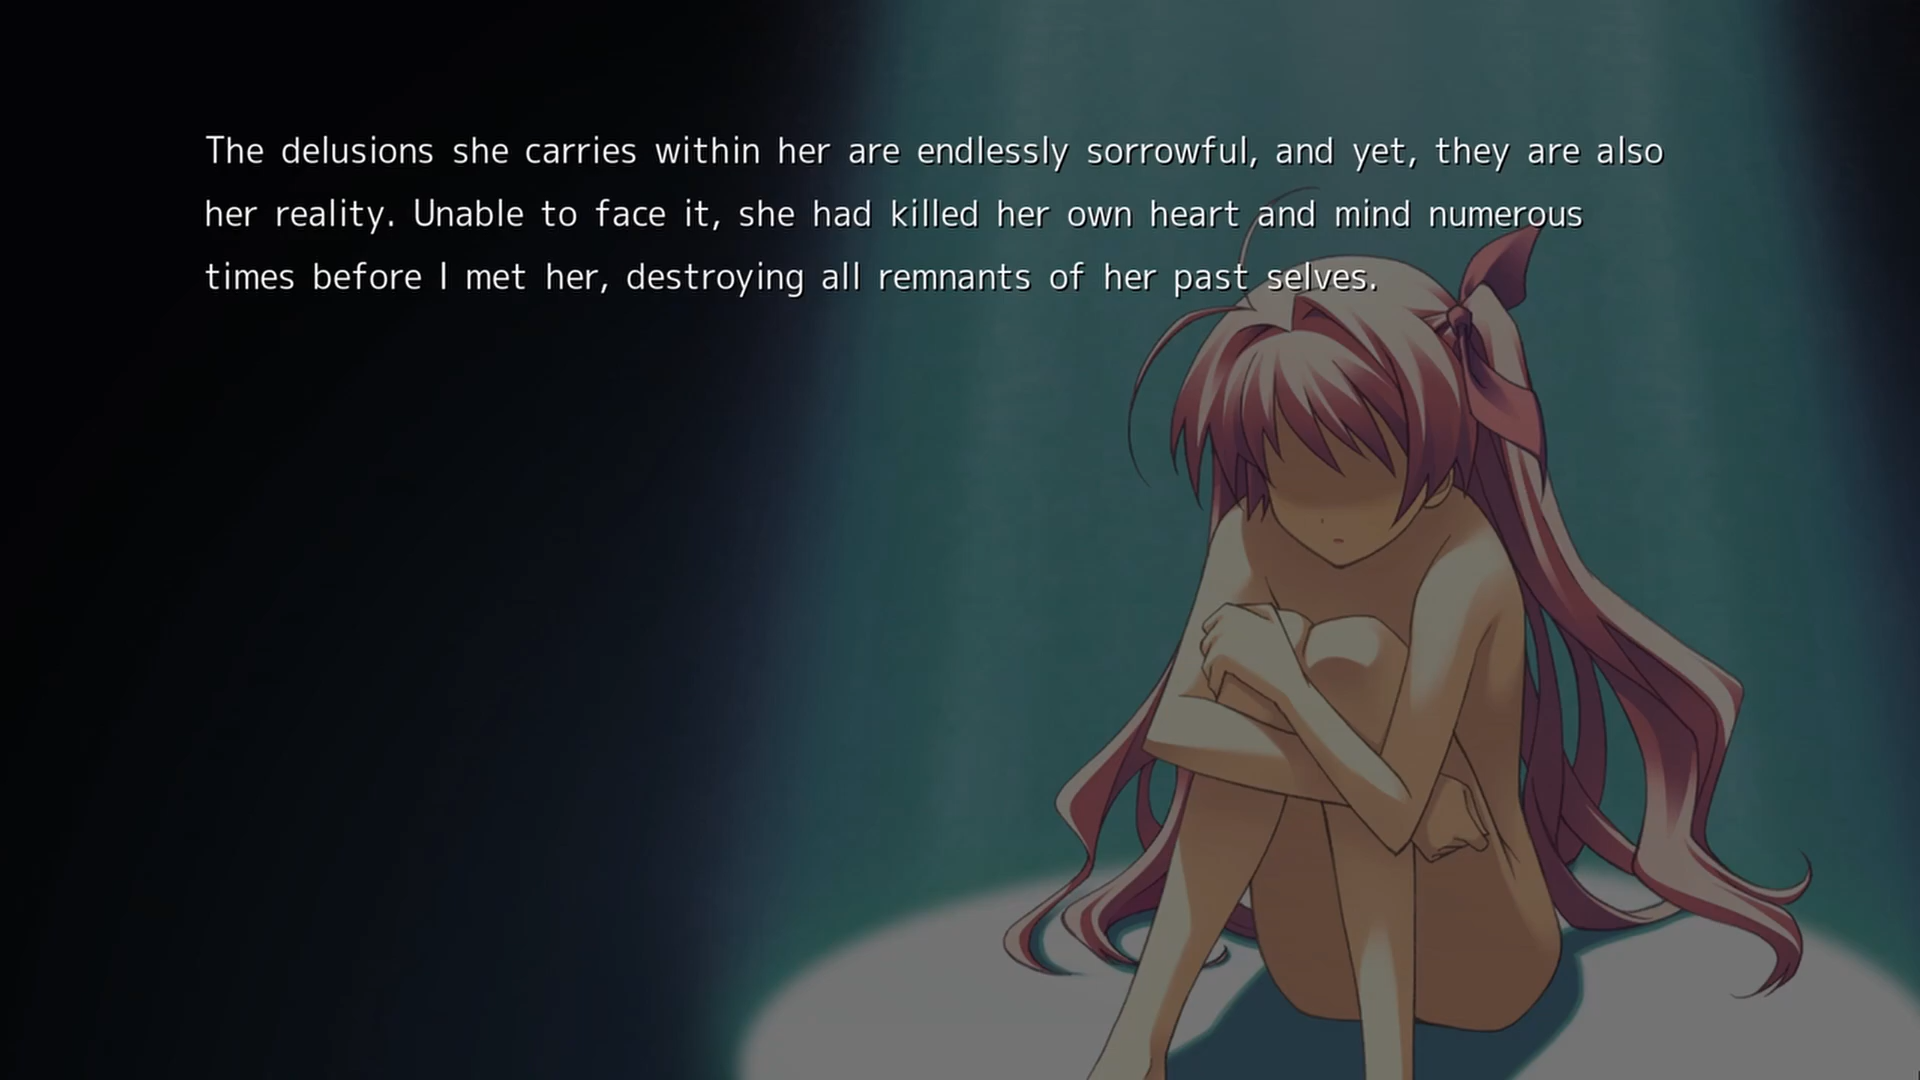 The delusions she carries within her are endlessly sorrowful, and yet, they are also
her reality. Unable to face it, she had killed her own heart and mind numerous
times before I met her, destroying all remnants of her past selves.